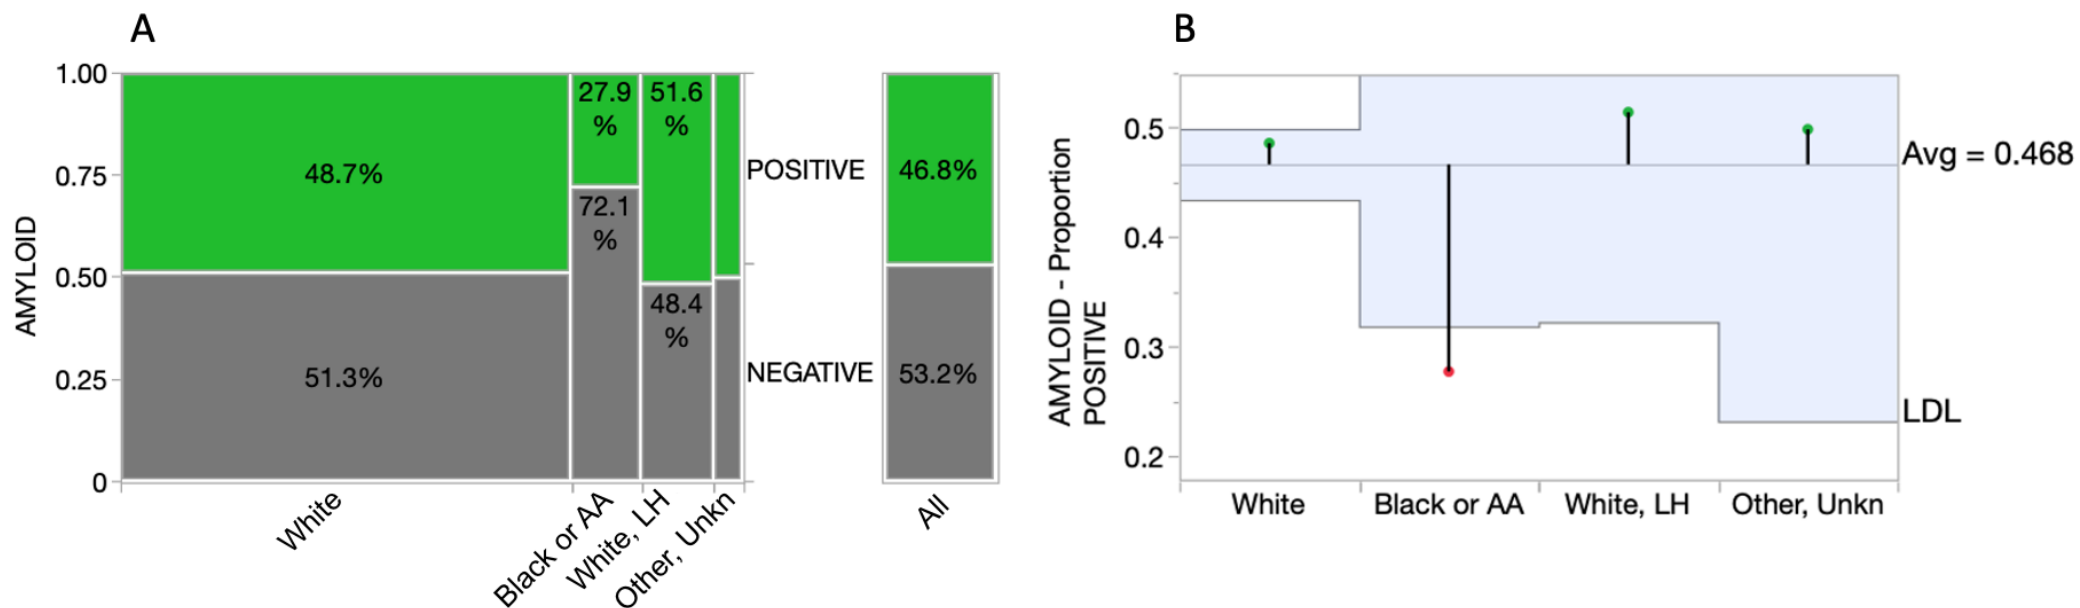 A
1.00
0.75
0.50
0.25
0
AMYLOID
48.7%
51.3%
27.9
%
72.1
%
51.6
%
48.4
%
POSITIVE
NEGATIVE
46.8%
53.2%
White
Black or AA
White, LH
Other, Unkn
All
B
AMYLOID - Proportion
POSITIVE
0.5
0.4
0.3
0.2
Avg = 0.468
LDL
White
Black or AA
White, LH
Other, Unkn